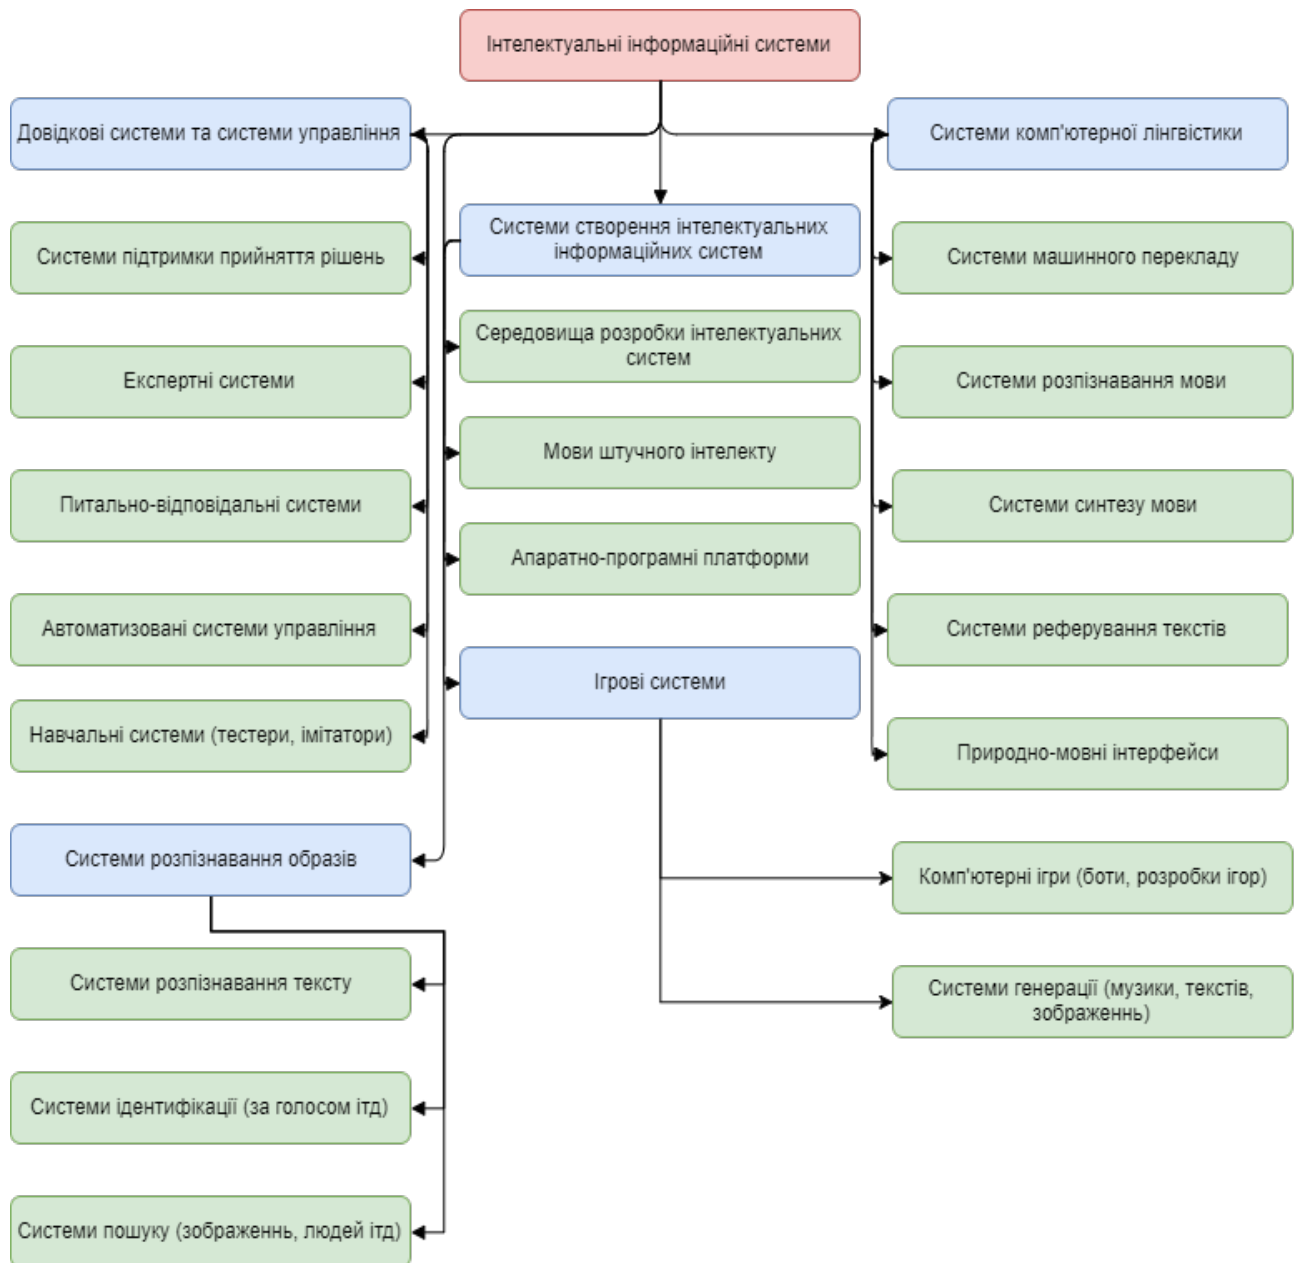 Інтелектуальні інформаційні системи
Довідкові системи та системи управління
Системи комп'ютерної лінгвістики
Системи створення інтелектуальних
інформаційних систем
Системи підтримки прийняття рішень
Системи машинного перекладу
Середовища розробки інтелектуальних
систем
Експертні системи
Системи розпізнавання мови
Мови штучного інтелекту
Питально-відповідальні системи
Системи синтезу мови
Апаратно-програмні платформи
Автоматизовані системи управління
Системи реферування текстів
Ігрові системи
Навчальні системи (тестери, імітатори)
Природно-мовні інтерфейси
Системи розпізнавання образів
Комп'ютерні ігри (боти, розробки ігор)
Системи розпізнавання тексту
Системи генерації (музики, текстів,
зображеннь)
Системи ідентифікації (за голосом ітд)
Системи пошуку (зображеннь, людей ітд)